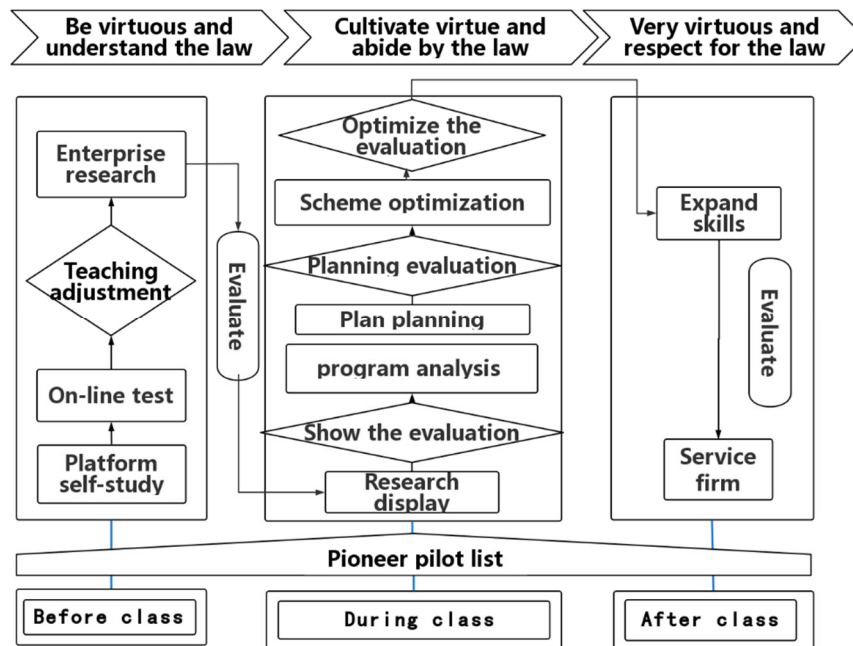 Be virtuous and
understand the law
Cultivate virtue and
abide by the law
Very virtuous and
respect for the law
Enterprise
research
Teaching
adjustment
On-line test
Platform
self-study
Evaluate
Optimize the
evaluation
Scheme optimization
Planning evaluation
Plan planning
program analysis
Show the evaluation
Research
display
Expand
skills
Evaluate
Service
firm
Pioneer pilot list
Before class
During class
After class